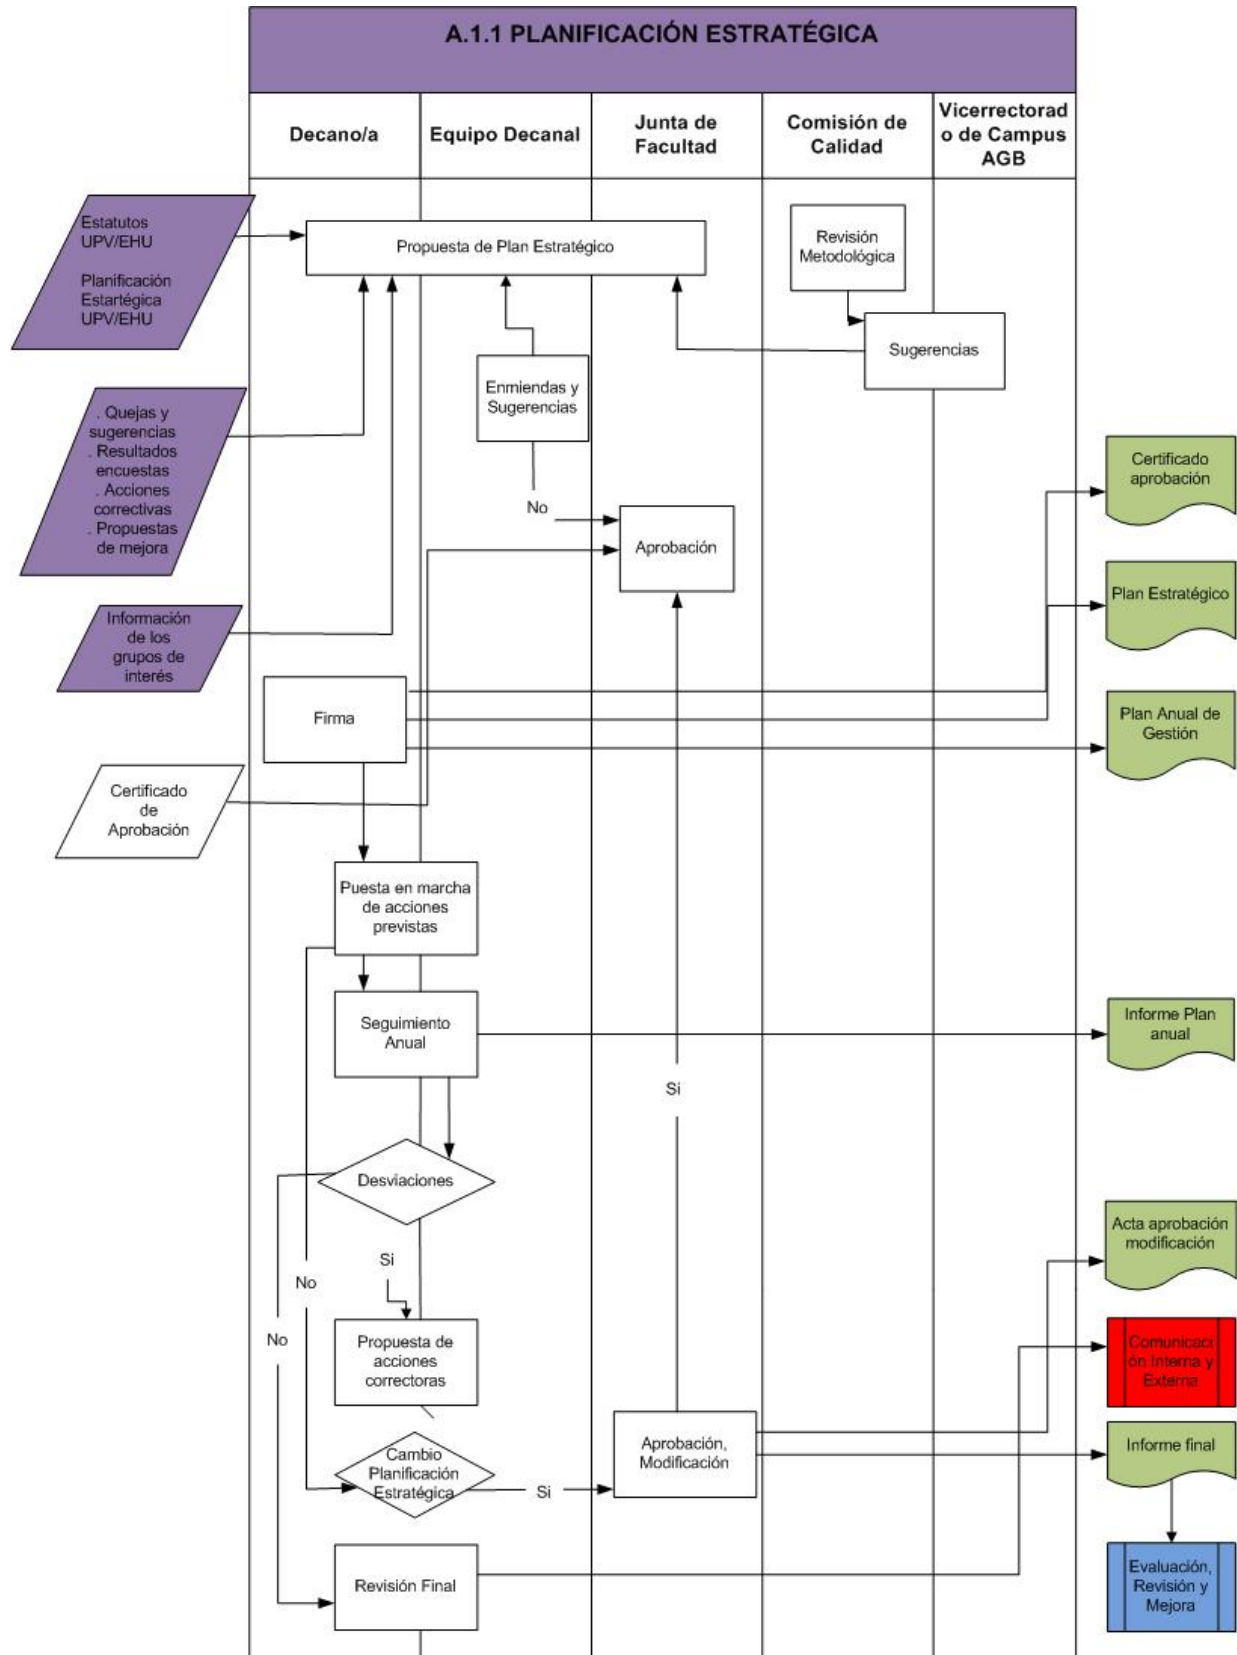 A.1.1 PLANIFICACIÓN ESTRATÉGICA
Decano/a
Equipo Decanal
Junta de
Facultad
Comisión de
Calidad
Vicerrectorad
o de Campus
AGB
Estatutos
UPV/EHU
Planificación
Estartégica
UPV/EHU
Propuesta de Plan Estratégico
Revisión
Metodológica
Sugerencias
Enmiendas y
Sugerencias
. Quejas y
sugerencias
. Resultados
encuestas
. Acciones
correctivas
. Propuestas
de mejora
No
Aprobación
Certificado
aprobación
Plan Estratégico
Información
de los
grupos de
interés
Firma
Plan Anual de
Gestión
Certificado
de
Aprobación
Puesta en marcha
de acciones
previstas
Seguimiento
Anual
Informe Plan
anual
Si
Desviaciones
Acta aprobación
modificación
Si
No
No
Propuesta de
acciones
correctoras
Comunicaci
ón Interna y
Externa
Cambio
Planificación
Estratégica
Si
Aprobación,
Modificación
Informe final
Revisión Final
Evaluación,
Revisión y
Mejora